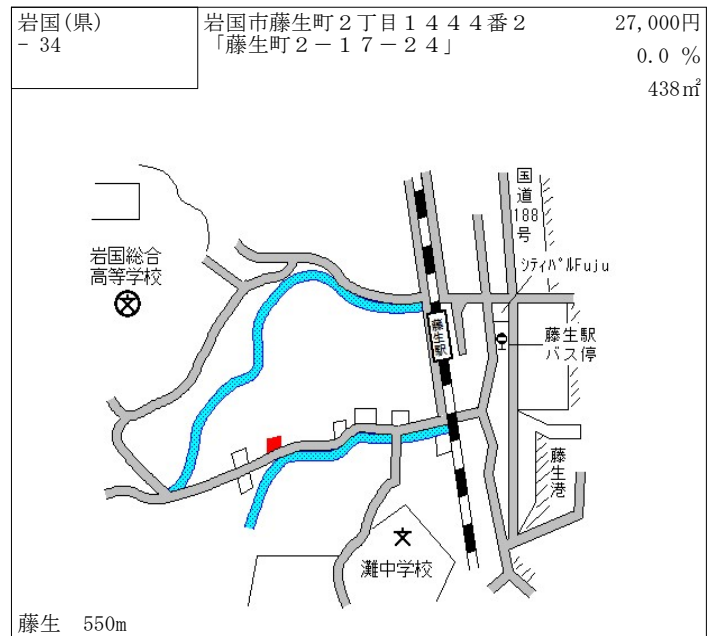 岩国(県)
- 34
岩国市藤生町２丁目１４４４番２
「藤生町２－１７－２４」
27,000円
0.0 %
438㎡
国道188号
岩国総合
高等学校
ｼﾃｨﾊﾟﾙFuju
藤生駅
藤生駅
バス停
藤生港
灘中学校
藤生 550m